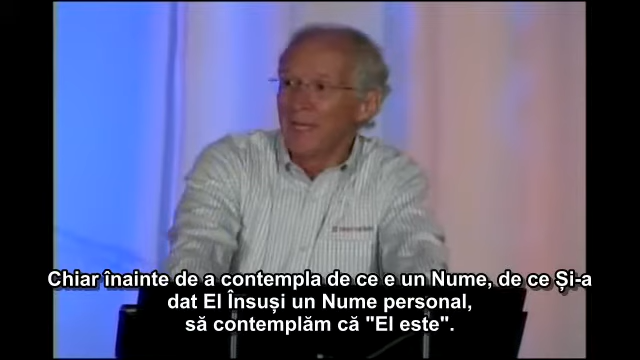 Chiar înainte de a contempla de ce e un Nume, de ce Și-a
dat El Însuși un Nume personal,
să contemplăm că "El este".